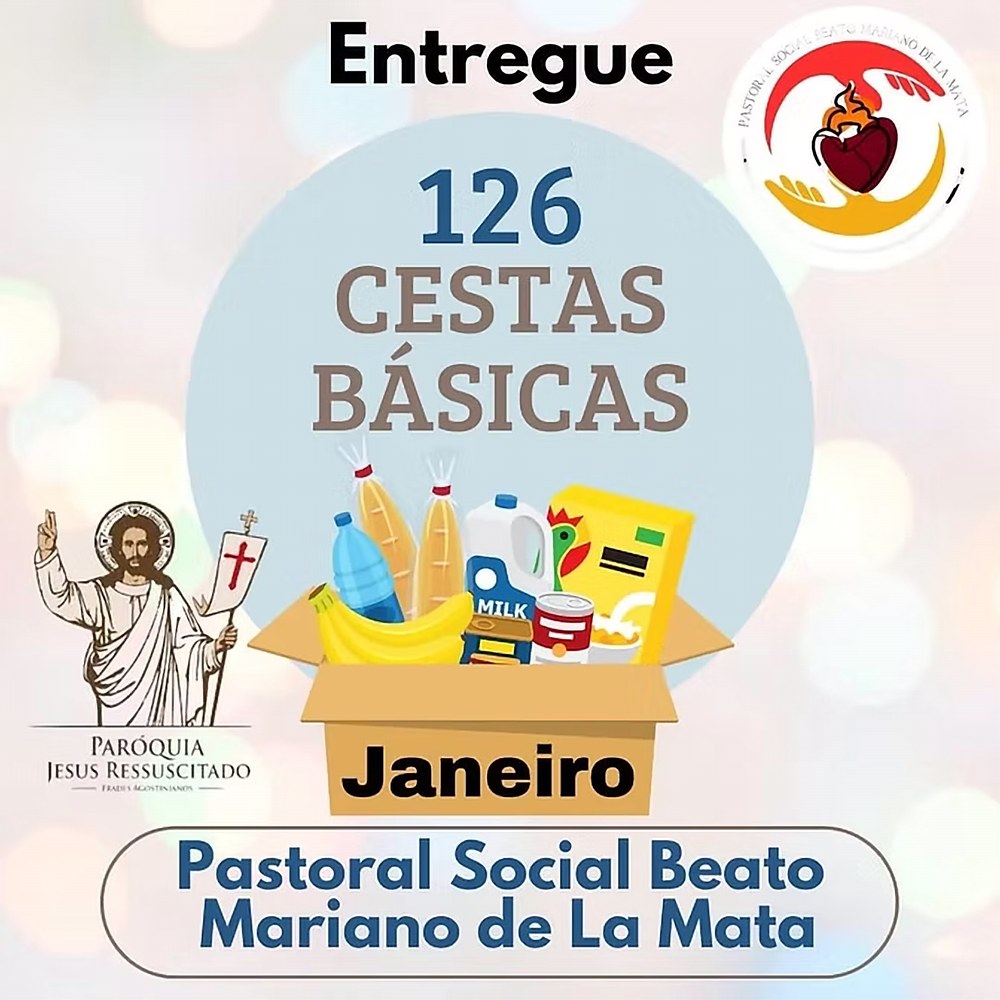 Entregue
PASTORAL SOCIAL BEATO MARIANO DE LA MATA
126
CESTAS
BÁSICAS
MILK
PARÓQUIA
JESUS RESSUSCITADO
FRADES AGOSTINIANOS
Janeiro
Pastoral Social Beato
Mariano de La Mata